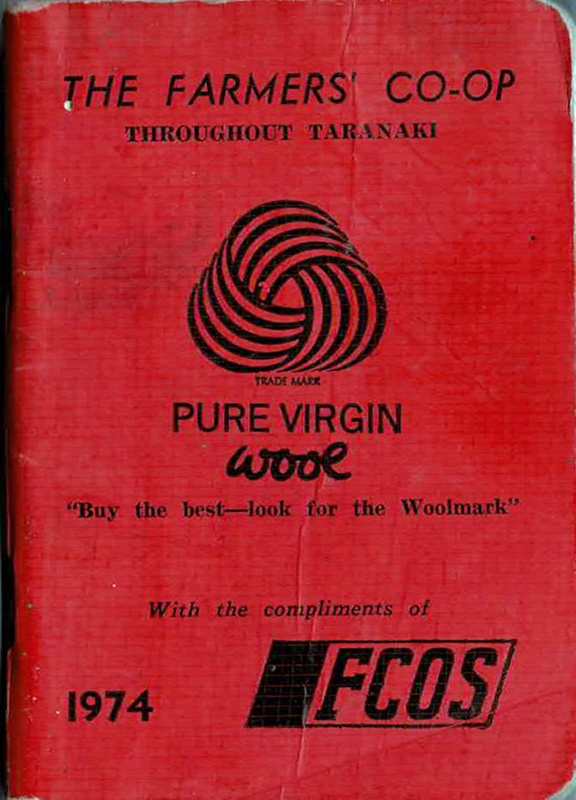 THE FARMERS' CO-OP
THROUGHOUT TARANAKI
TRADE MARK
PURE VIRGIN
wool
"Buy the best—look for the Woolmark"
With the compliments of
1974 FCOS